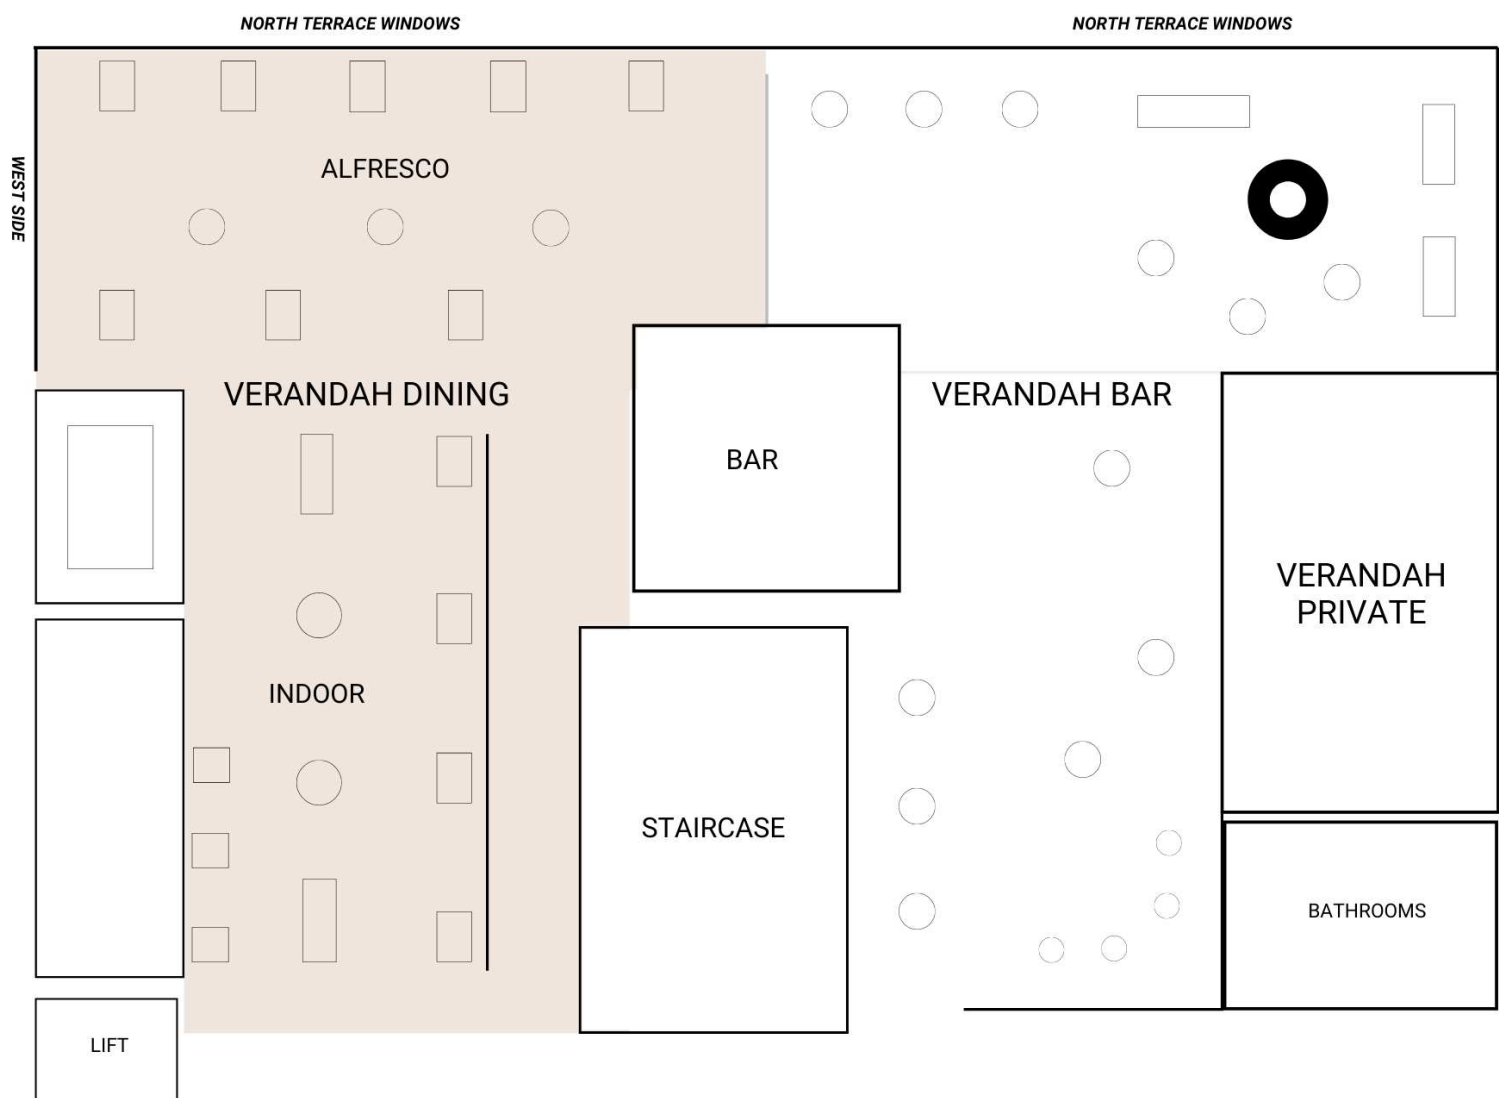 NORTH TERRACE WINDOWS
NORTH TERRACE WINDOWS
WEST SIDE
ALFRESCO
VERANDAH DINING
VERANDAH BAR
BAR
VERANDAH
PRIVATE
INDOOR
STAIRCASE
BATHROOMS
LIFT